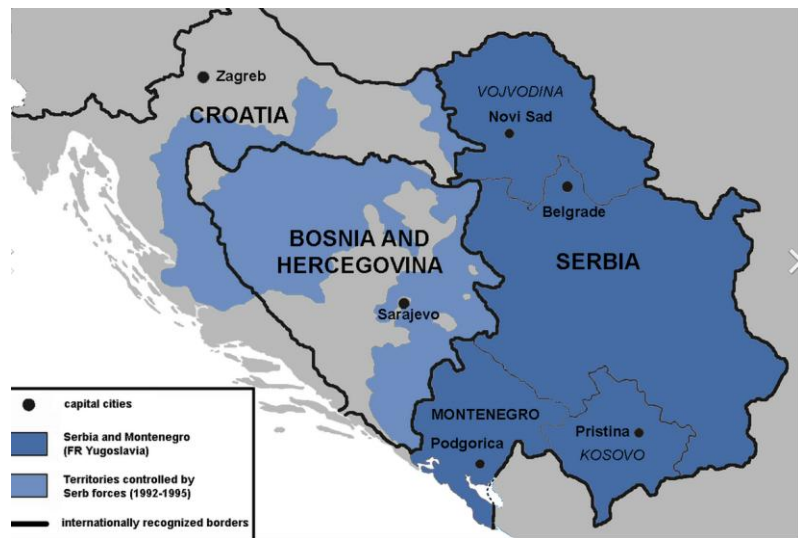 Zagreb
CROATIA
VOJVODINA
Novi Sad
Belgrade
BOSNIA AND
HERCEGOVINA
SERBIA
Sarajevo
MONTENEGRO
Podgorica
Pristina
KOSOVO
capital cities
Serbia and Montenegro
(FR Yugoslavia)
Territories controlled by
Serb forces (1992-1995)
internationally recognized borders